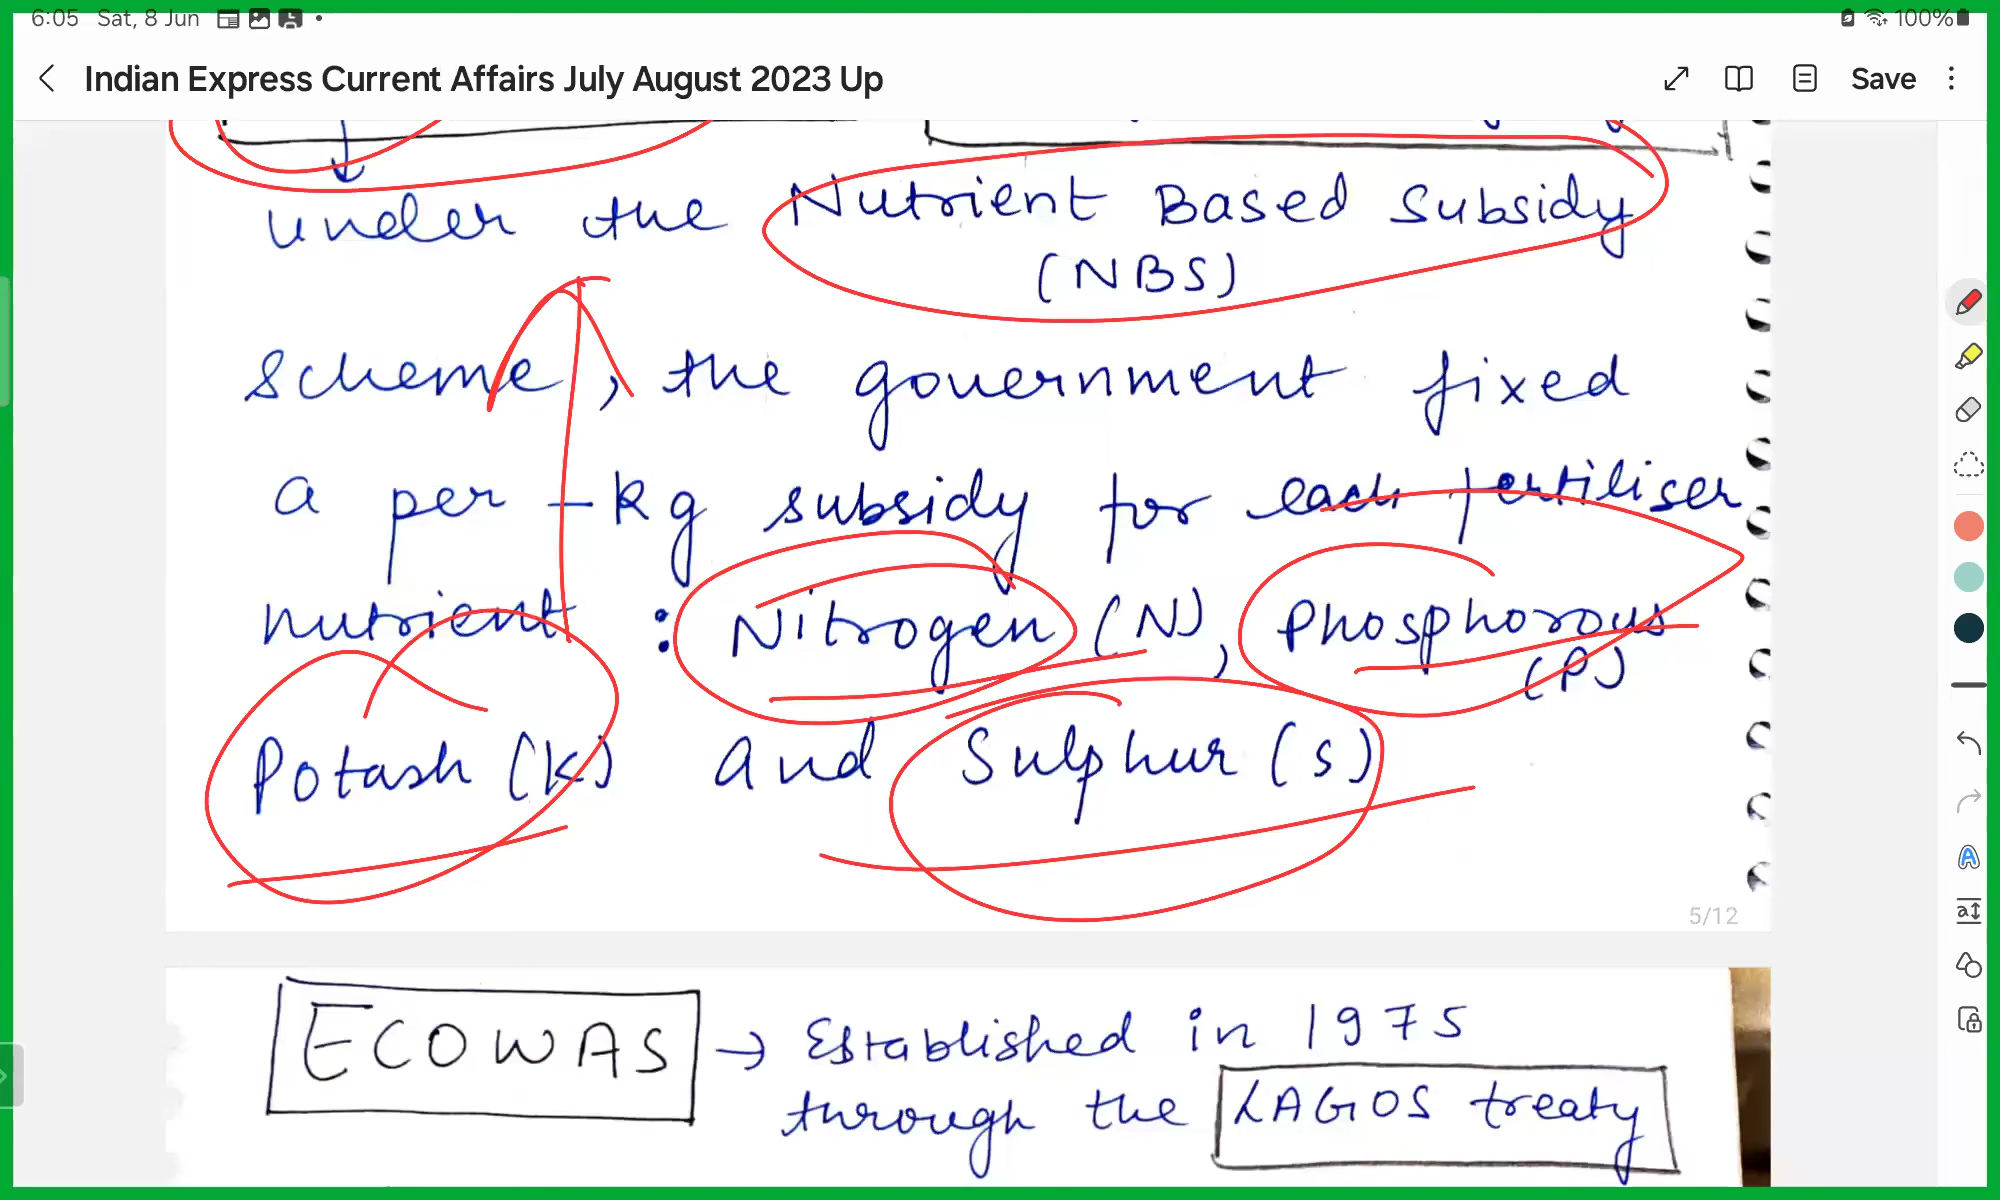 6:05 Sat, 8 Jun
100%
Indian Express Current Affairs July August 2023 Up
Save
under the Nutrient Based Subsidy
(NBS)
Scheme, the government fixed
a per-kg subsidy for each fertiliser
nutrient : Nitrogen (N), Phosphorous
(P)
Potash (K) and Sulphur (S)
5/12
ECOWAS → Established in 1975
through the LAGOS treaty